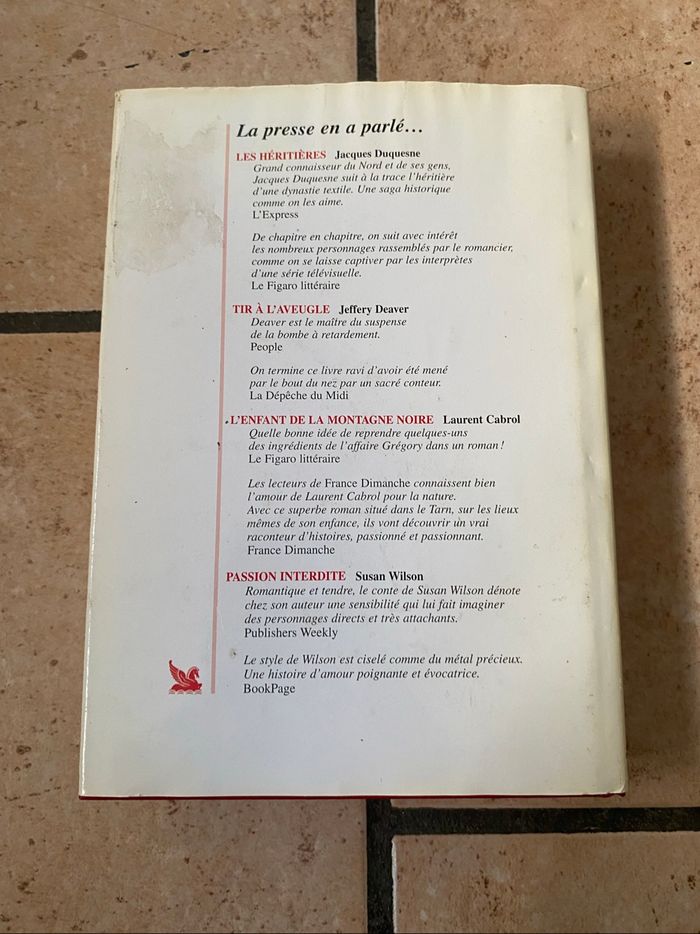 La presse en a parlé...
LES HÉRITIÈRES Jacques Duquesne
Grand connaisseur du Nord et de ses gens,
Jacques Duquesne suit à la trace l'héritière
d'une dynastie textile. Une saga historique
comme on les aime.
L'Express
De chapitre en chapitre, on suit avec intérêt
les nombreux personnages rassemblés par le romancier,
comme on se laisse captiver par les interprètes
d'une série télévisuelle.
Le Figaro littéraire
TIR À L'AVEUGLE Jeffery Deaver
Deaver est le maître du suspense
de la bombe à retardement.
People
On termine ce livre ravi d'avoir été mené
par le bout du nez par un sacré conteur.
La Dépêche du Midi
L'ENFANT DE LA MONTAGNE NOIRE Laurent Cabrol
Quelle bonne idée de reprendre quelques-uns
des ingrédients de l'affaire Grégory dans un roman !
Le Figaro littéraire
Les lecteurs de France Dimanche connaissent bien
l'amour de Laurent Cabrol pour la nature.
Avec ce superbe roman situé dans le Tarn, sur les lieux
mêmes de son enfance, ils vont découvrir un vrai
raconteur d'histoires, passionné et passionnant.
France Dimanche
PASSION INTERDITE Susan Wilson
Romantique et tendre, le conte de Susan Wilson dénote
chez son auteur une sensibilité qui lui fait imaginer
des personnages directs et très attachants.
Publishers Weekly
Le style de Wilson est ciselé comme du métal précieux.
Une histoire d'amour poignante et évocatrice.
BookPage